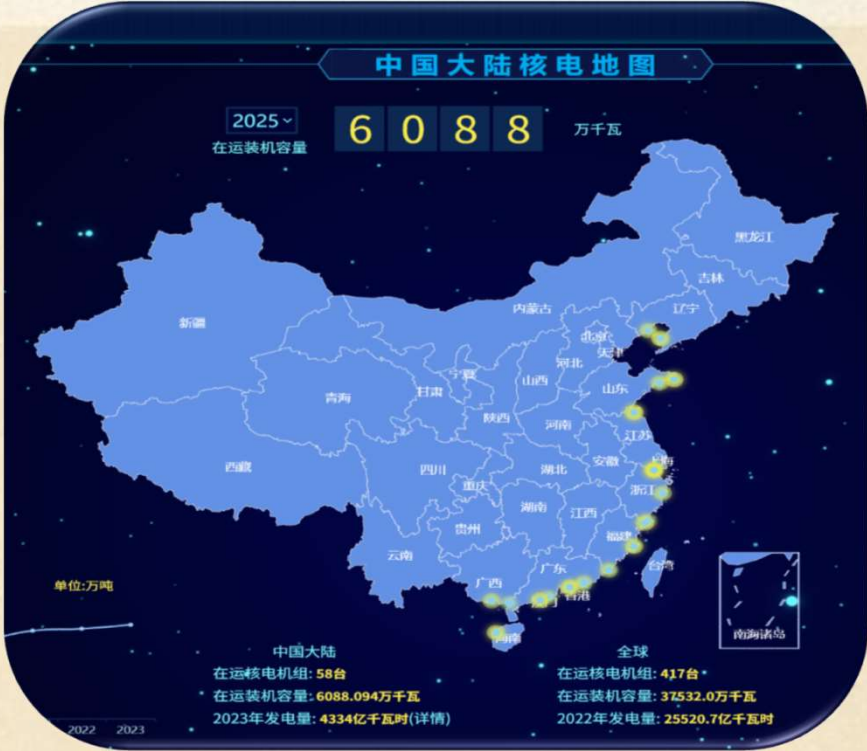 中国大陆核电地图
2025
6088 万千瓦
在运装机容量
黑龙江
吉林
新疆
内蒙古
辽宁
北京
天津
河北
宁夏
山西
山东
青海
甘肃
陕西
河南
江苏
西藏
四川
湖北
安徽
上海
重庆
浙江
湖南
江西
贵州
福建
云南
广西
广东
台湾
香港
海南
南海诸岛
单位:万吨
中国大陆
在运核电机组: 58台
在运装机容量: 6088.094万千瓦
2023年发电量: 4334亿千瓦时(详情)
全球
在运核电机组: 417台
在运装机容量: 37532.0万千瓦
2022年发电量: 25520.7亿千瓦时
2022 2023